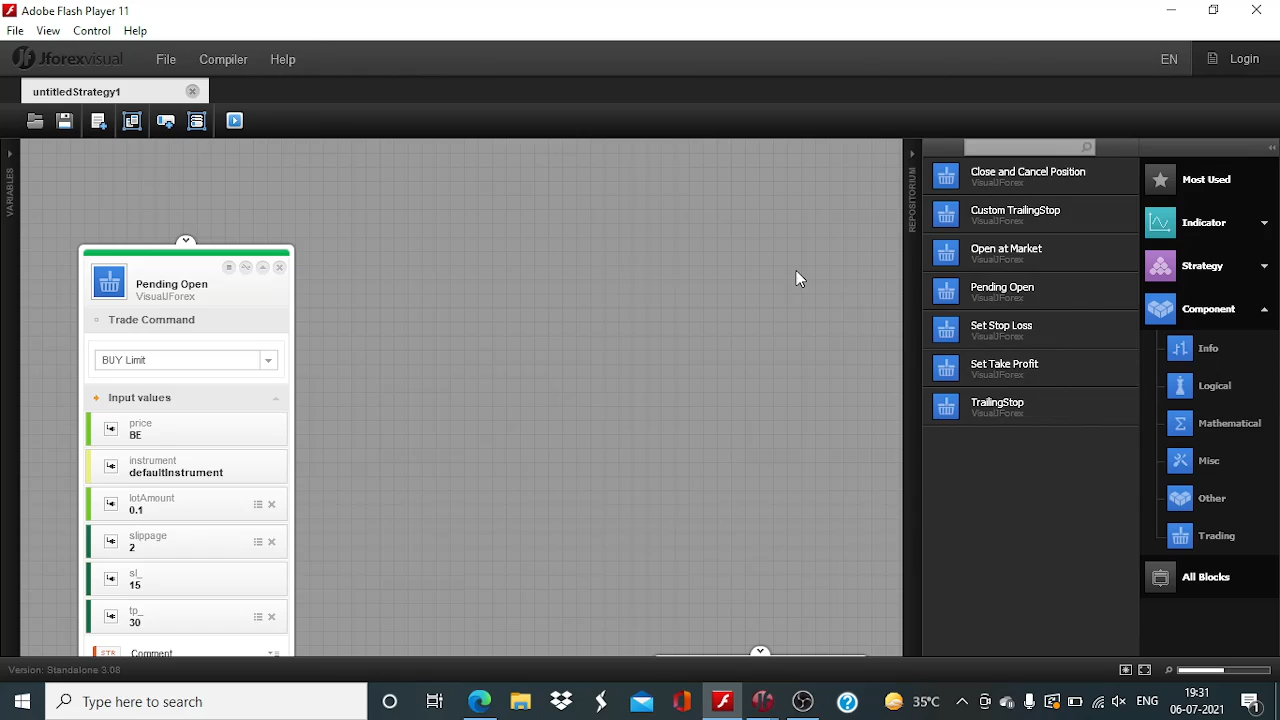 Adobe Flash Player 11
File View Control Help
Jforexvisual File Compiler Help EN Login
untitledStrategy1
VARIABLES
REPOSITORIUM
Pending Open
VisualJForex
Trade Command
BUY Limit
Input values
price
BE
instrument
defaultInstrument
lotAmount
0.1
slippage
2
sl_
15
tp_
30
Comment
Close and Cancel Position
VisualJForex
Custom TrailingStop
VisualJForex
Open at Market
VisualJForex
Pending Open
VisualJForex
Set Stop Loss
VisualJForex
Set Take Profit
VisualJForex
TrailingStop
VisualJForex
Most Used
Indicator
Strategy
Component
Info
Logical
Mathematical
Misc
Other
Trading
All Blocks
Version: Standalone 3.08
Type here to search
35°C
ENG
19:31
06-07-2021
1